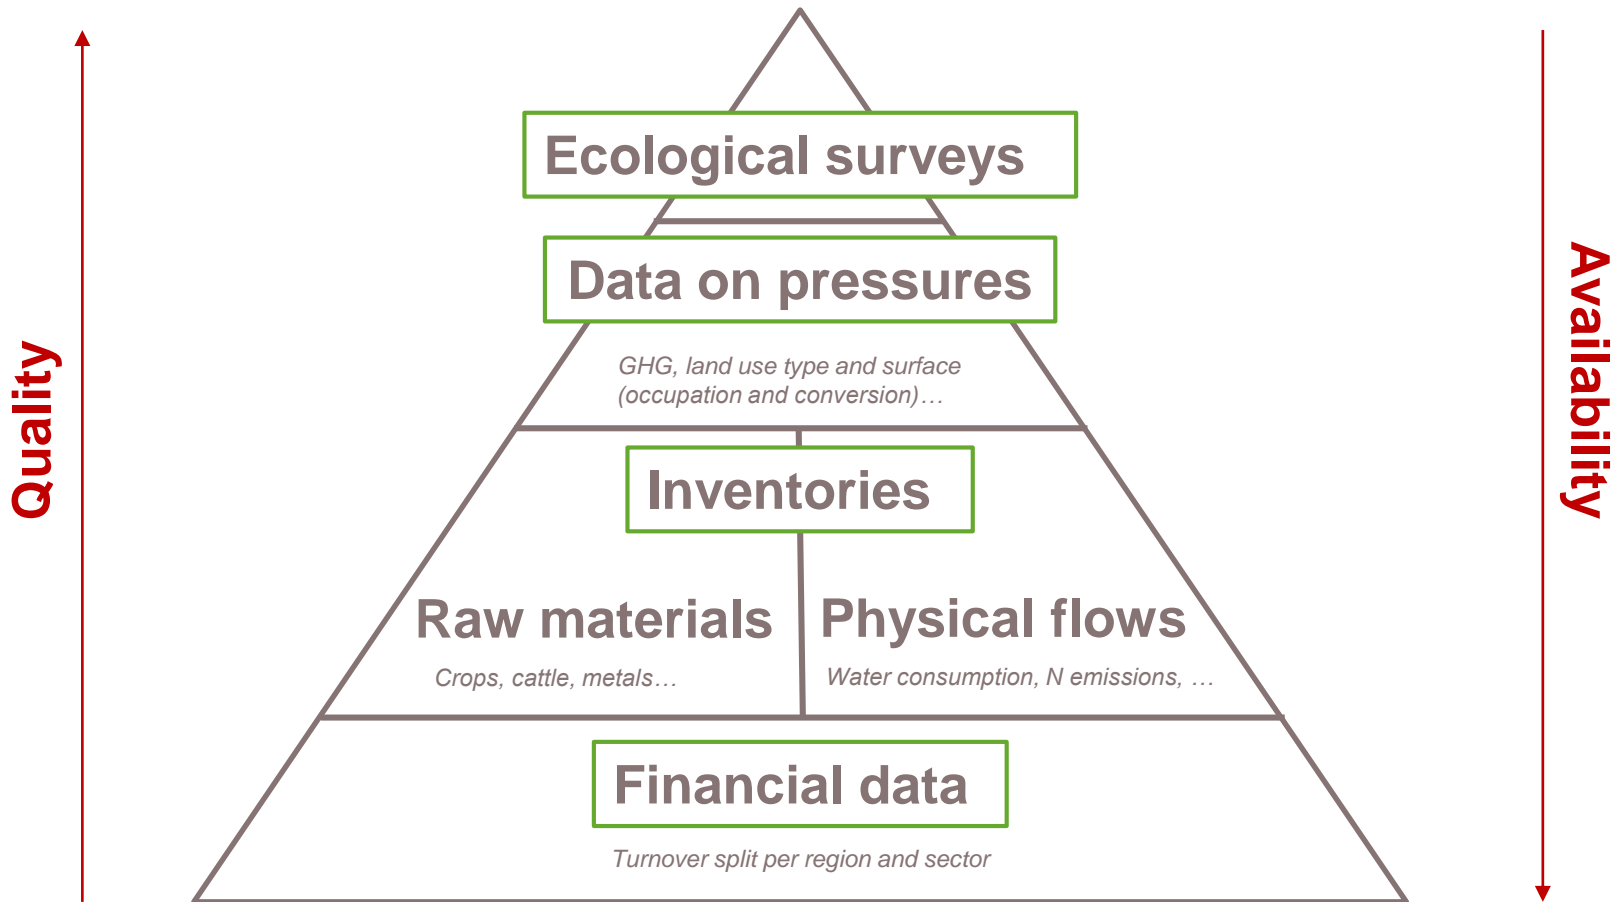 Ecological surveys
Data on pressures
GHG, land use type and surface
(occupation and conversion)…
Inventories
Raw materials
Crops, cattle, metals…
Physical flows
Water consumption, N emissions, …
Financial data
Turnover split per region and sector
Quality
Availability